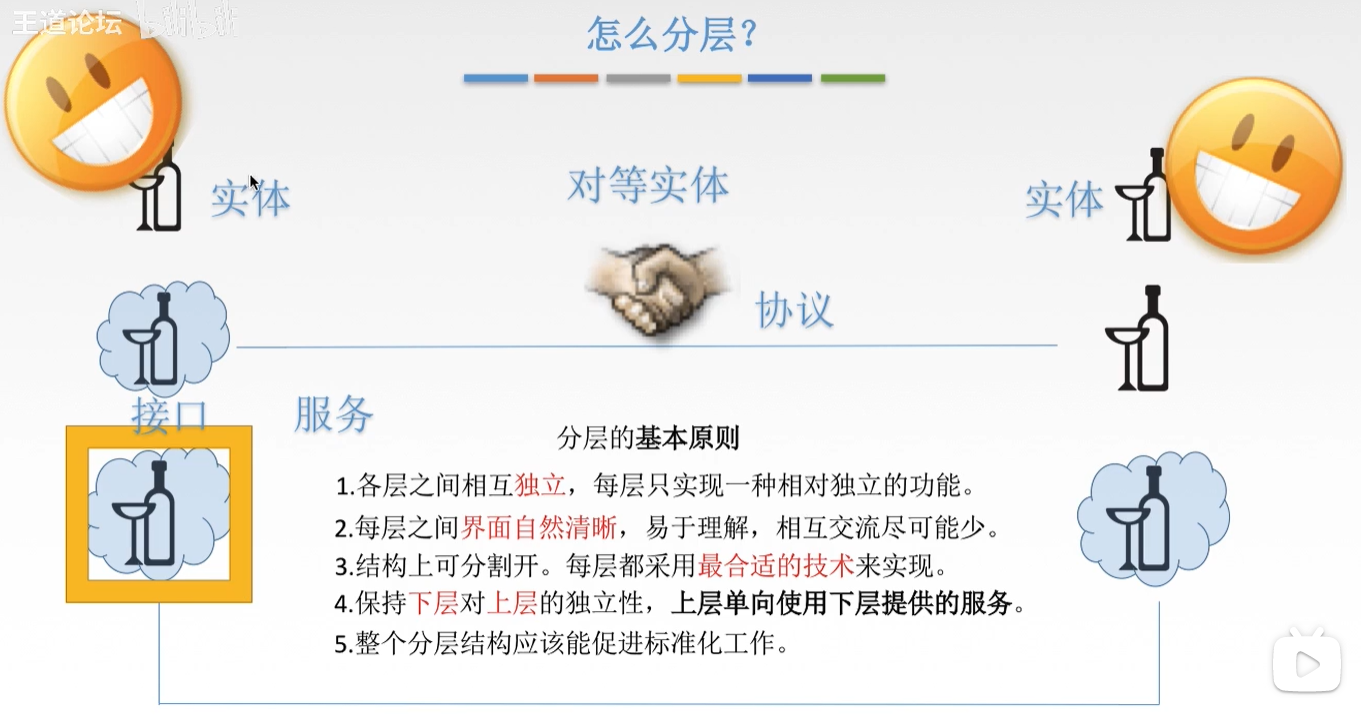 王道论坛 bilibili
怎么分层？
实体
对等实体
实体
协议
接口
服务
分层的基本原则
1.各层之间相互独立，每层只实现一种相对独立的功能。
2.每层之间界面自然清晰，易于理解，相互交流尽可能少。
3.结构上可分割开。每层都采用最合适的技术来实现。
4.保持下层对上层的独立性，上层单向使用下层提供的服务。
5.整个分层结构应该能促进标准化工作。